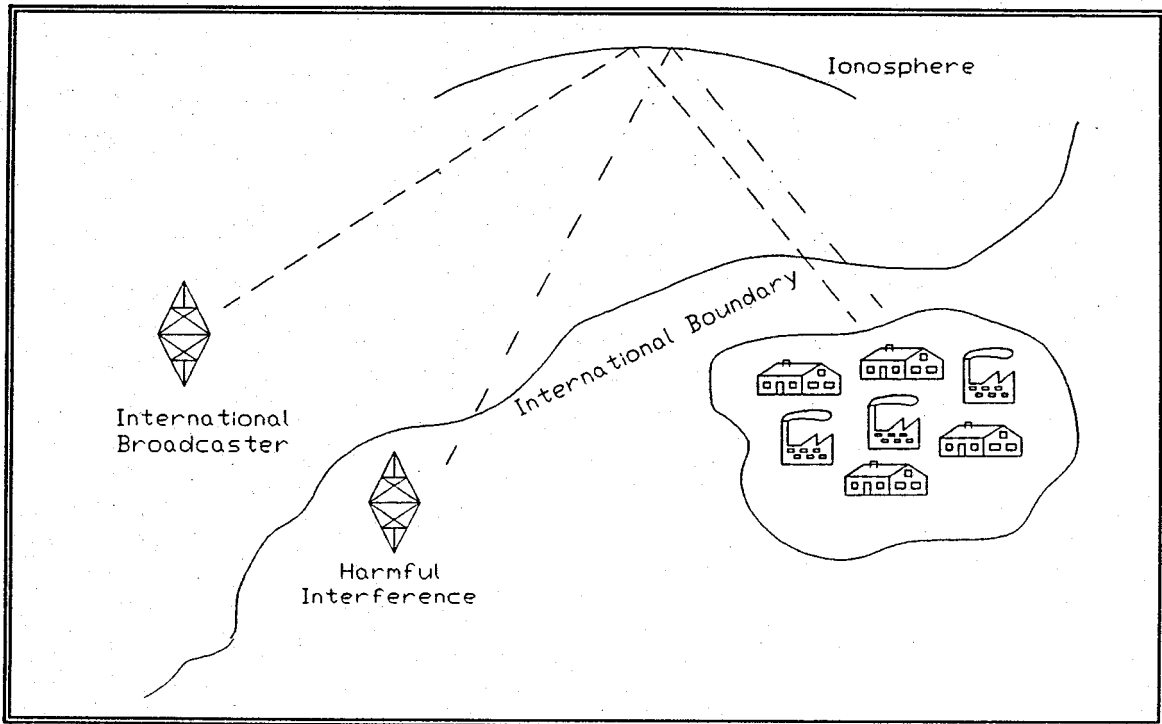 Ionosphere
International Boundary
International
Broadcaster
Harmful
Interference